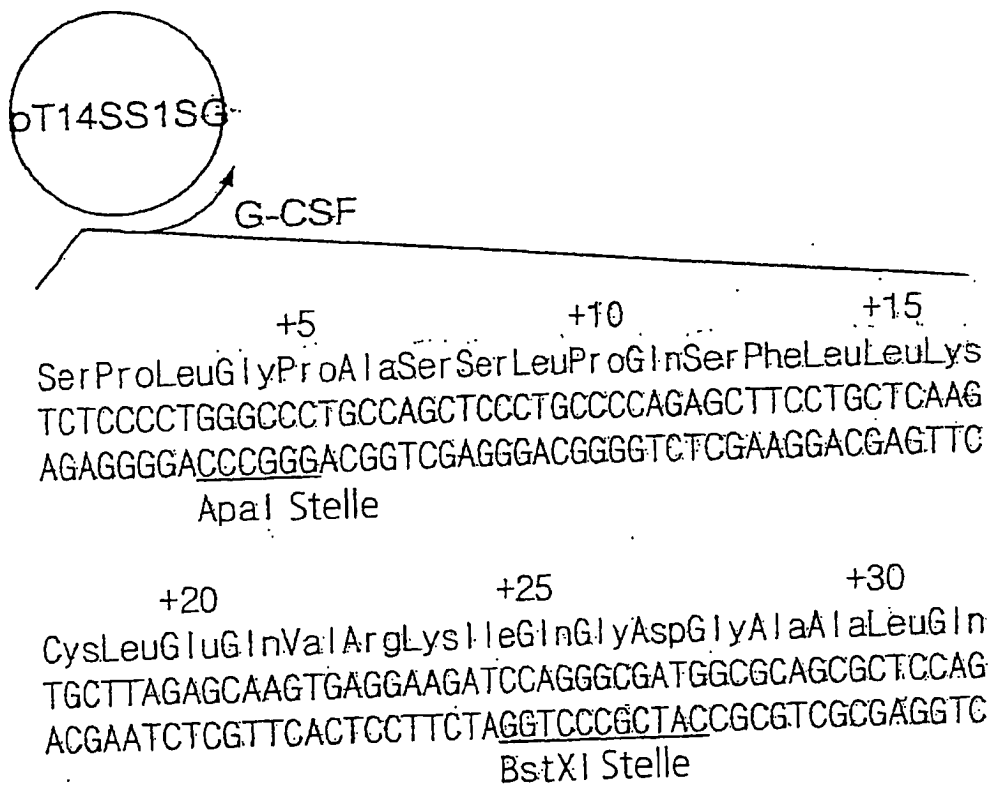 pT14SS1SG
G-CSF
+5 +10 +15
SerProLeuGlyProAlaSerSerLeuProGlnSerPheLeuLeuLys
TCTCCCCTGGGCCCTGCCAGCTCCCTGCCCCAGAGCTTCCTGCTCAAG
AGAGGGGACCCGGGACGGTCGAGGGACGGGGTCTCGAAGGACGAGTTC
ApaI Stelle
+20 +25 +30
CysLeuGluGlnValArgLysIleGlnGlyAspGlyAlaAlaLeuGln
TGCTTAGAGCAAGTGAGGAAGATCCAGGGCGATGGCGCAGCGCTCCAG
ACGAATCTCGTTCACTCCTTCTAGGTCCCGCTACCGCGTCGCGAGGTC
BstXI Stelle